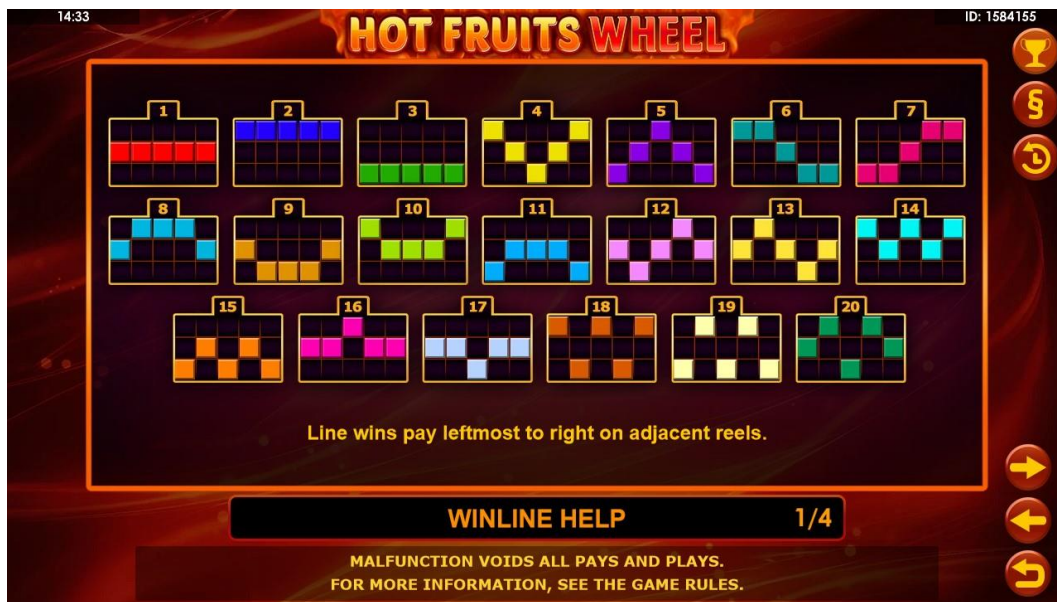 14:33
HOT FRUITS WHEEL
ID: 1584155
§
1 2 3 4 5 6 7
8 9 10 11 12 13 14
15 16 17 18 19 20
Line wins pay leftmost to right on adjacent reels.
WINLINE HELP 1/4
MALFUNCTION VOIDS ALL PAYS AND PLAYS.
FOR MORE INFORMATION, SEE THE GAME RULES.